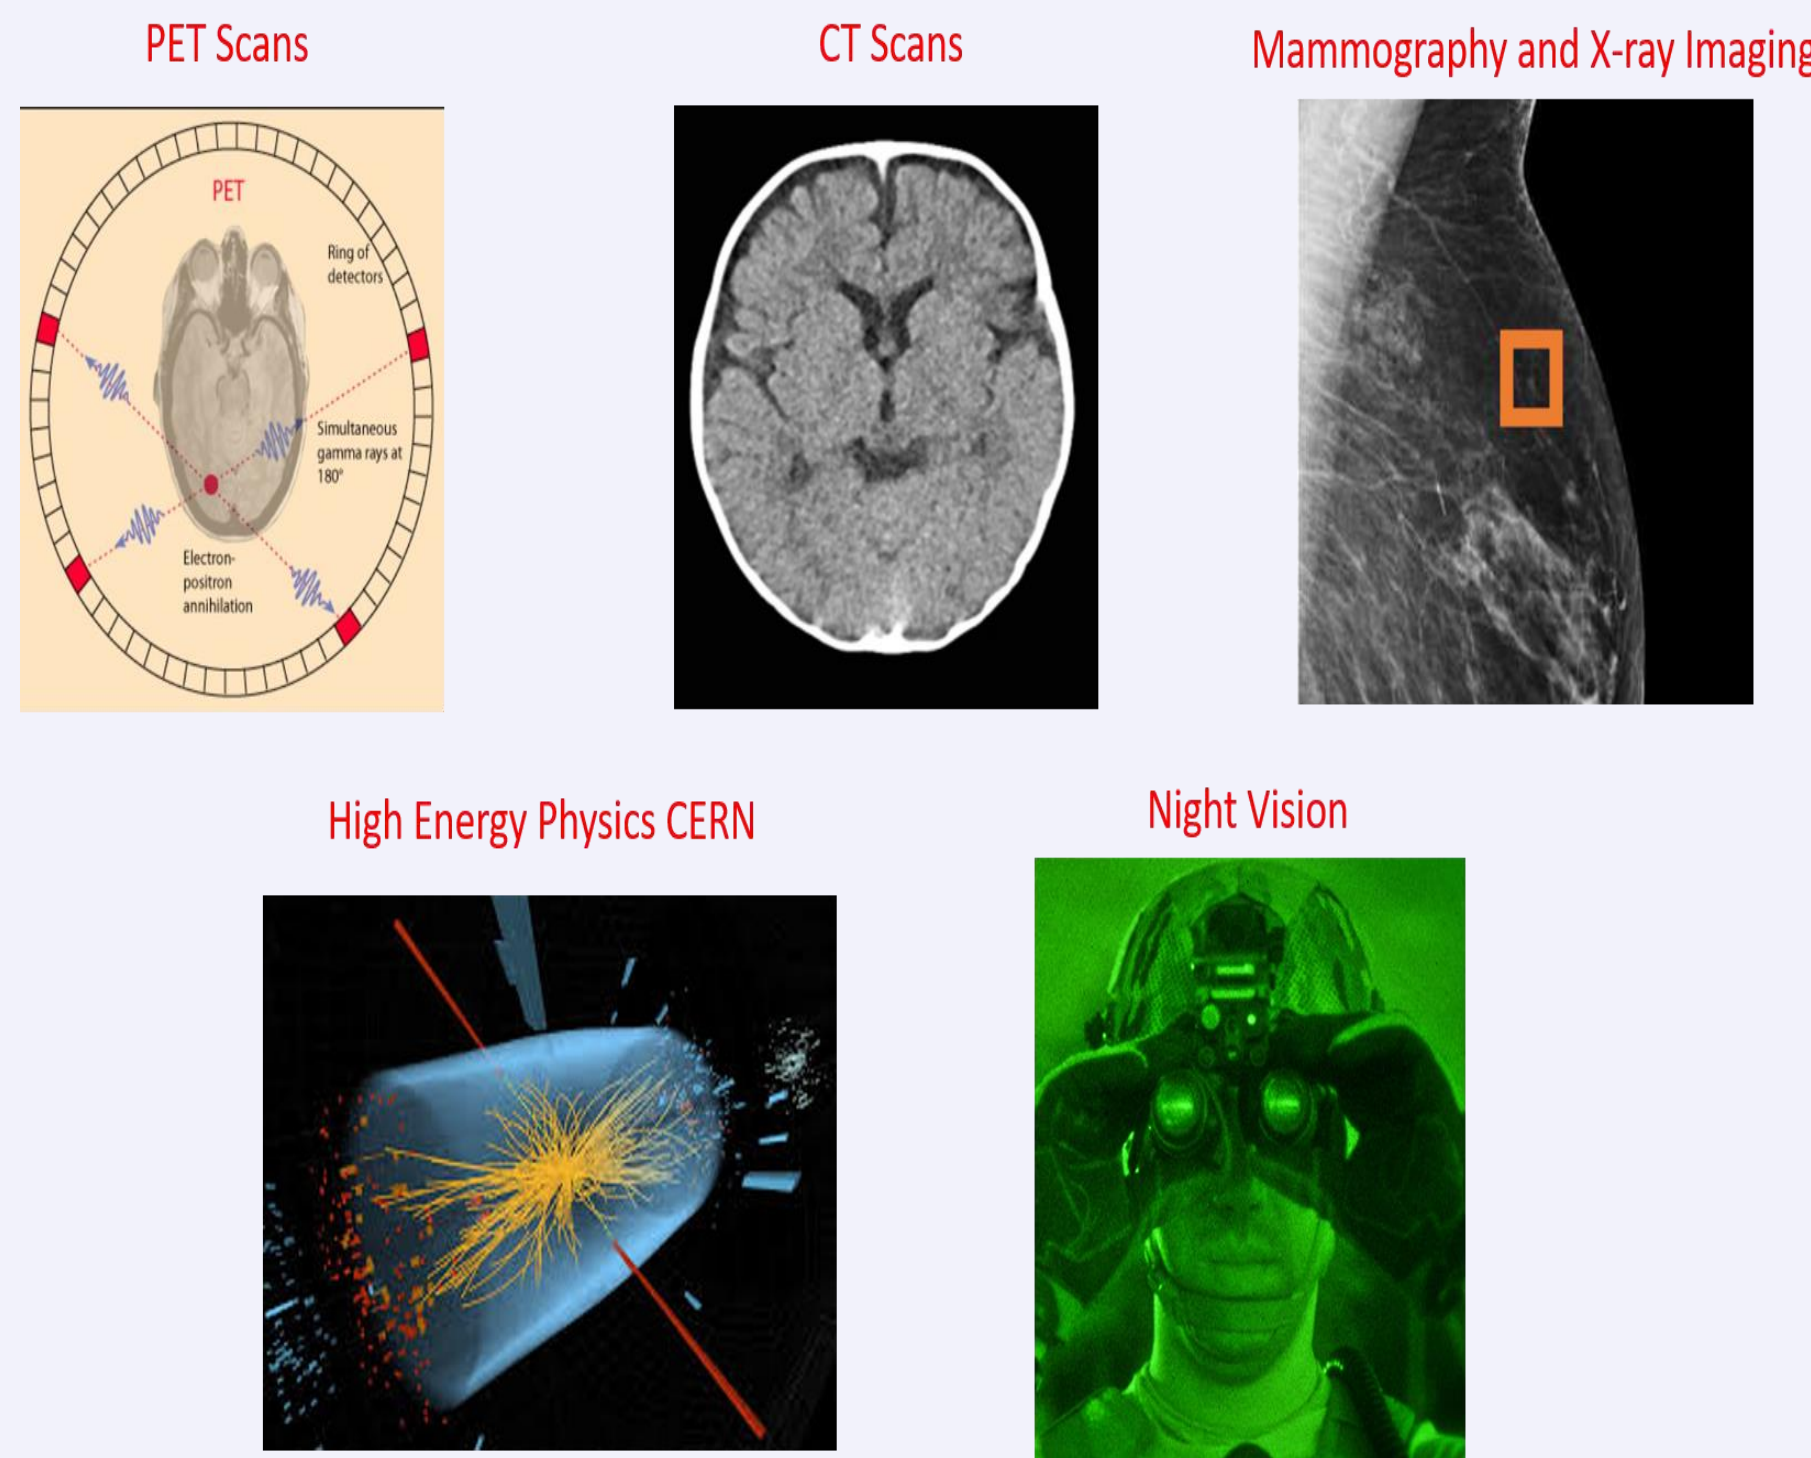 PET Scans
CT Scans
Mammography and X-ray Imaging
PET
Ring of
detectors
Simultaneous
gamma rays at
180°
Electron-
positron
annihilation
High Energy Physics CERN
Night Vision